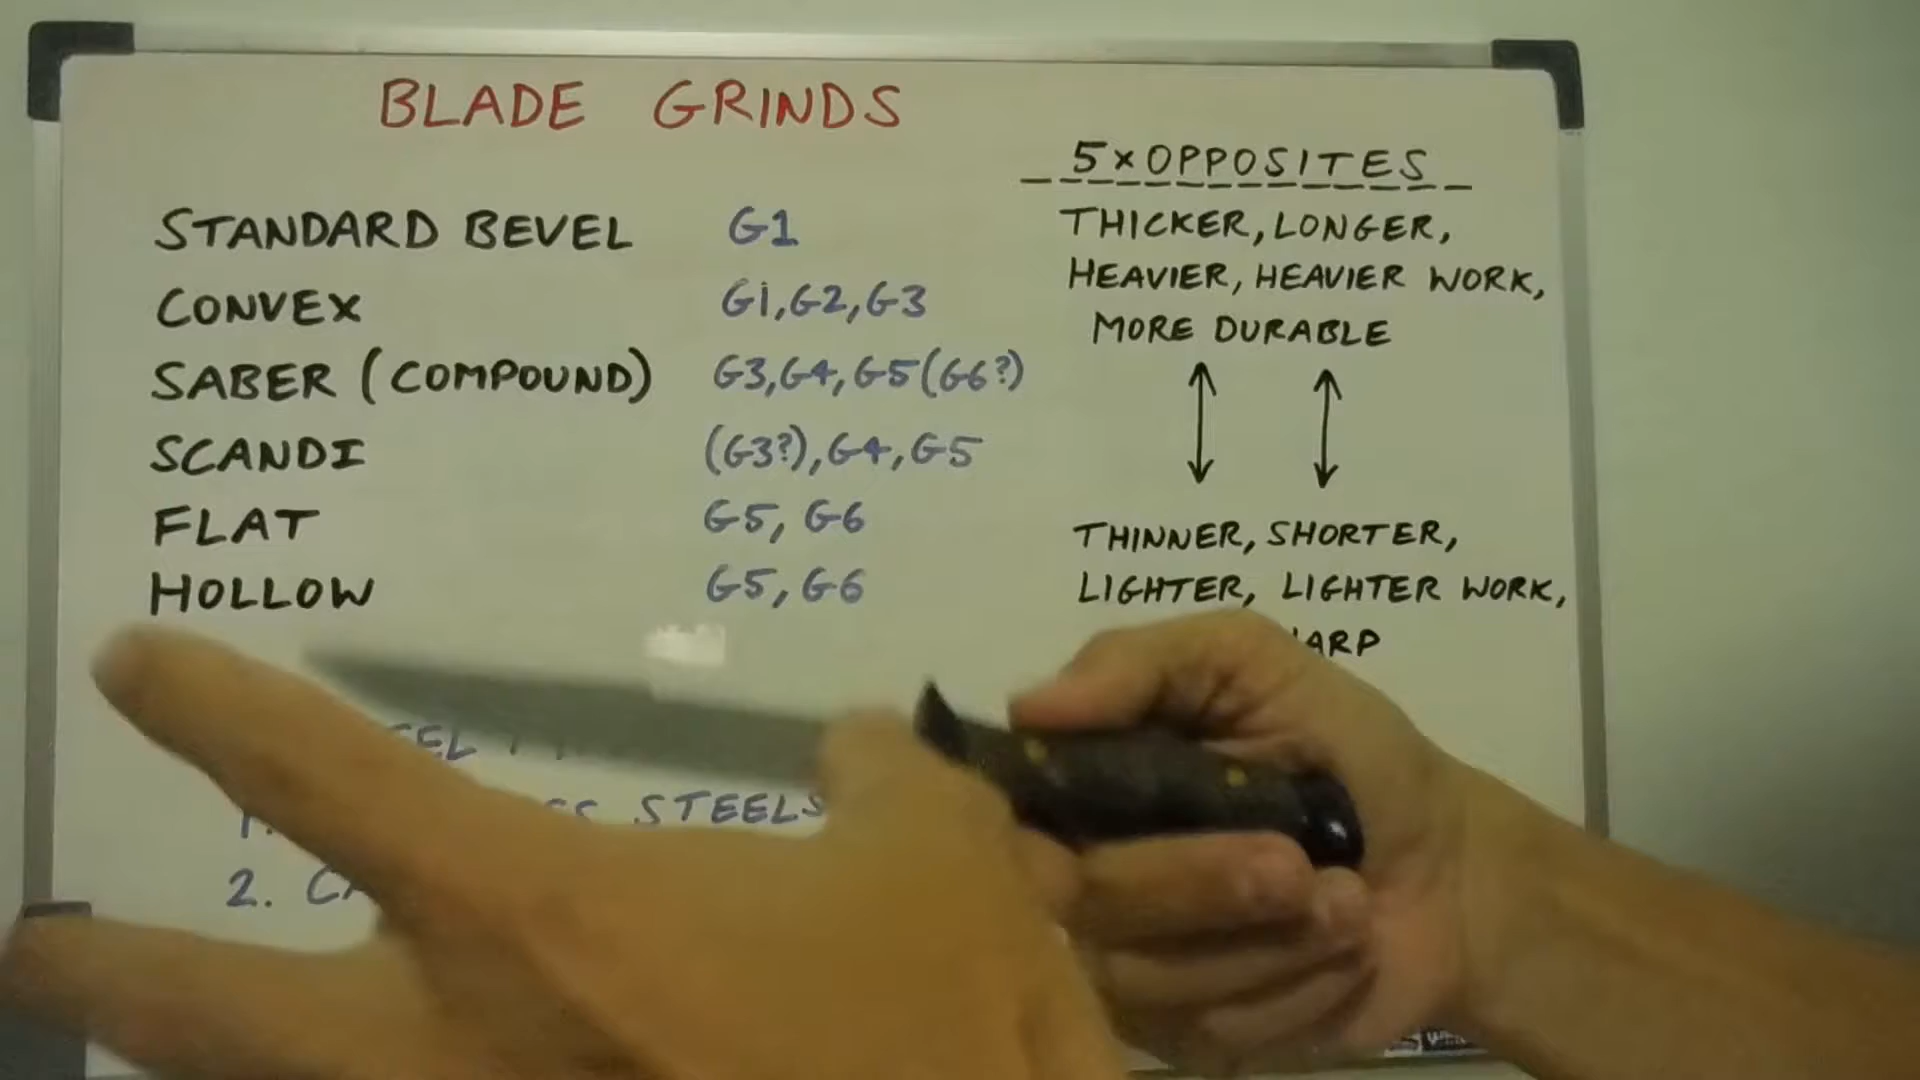 BLADE GRINDS
STANDARD BEVEL G1
CONVEX G1,G2,G3
SABER (COMPOUND) G3,G4,G5(G6?)
SCANDI (G3?),G4,G5
FLAT G5, G6
HOLLOW G5, G6
5×OPPOSITES
THICKER, LONGER,
HEAVIER, HEAVIER WORK,
MORE DURABLE
THINNER, SHORTER,
LIGHTER, LIGHTER WORK,
1. STEELS
2.